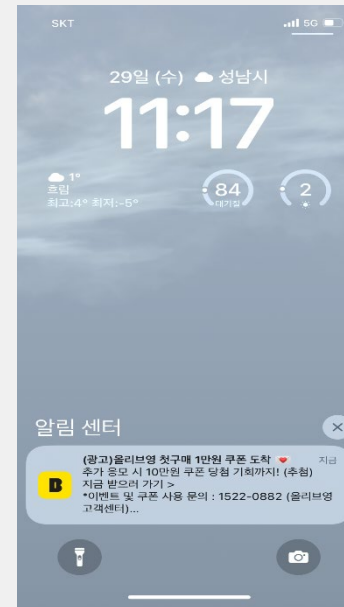 SKT
5G
29일 (수) 성남시
11:17
1°
흐림
최고:4° 최저:-5°
84
대기질
2
알림 센터
(광고)올리브영 첫구매 1만원 쿠폰 도착 💌
지금
추가 응모 시 10만원 쿠폰 당첨 기회까지! (추첨)
지금 받으러 가기 >
*이벤트 및 쿠폰 사용 문의 : 1522-0882 (올리브영
고객센터)...
B